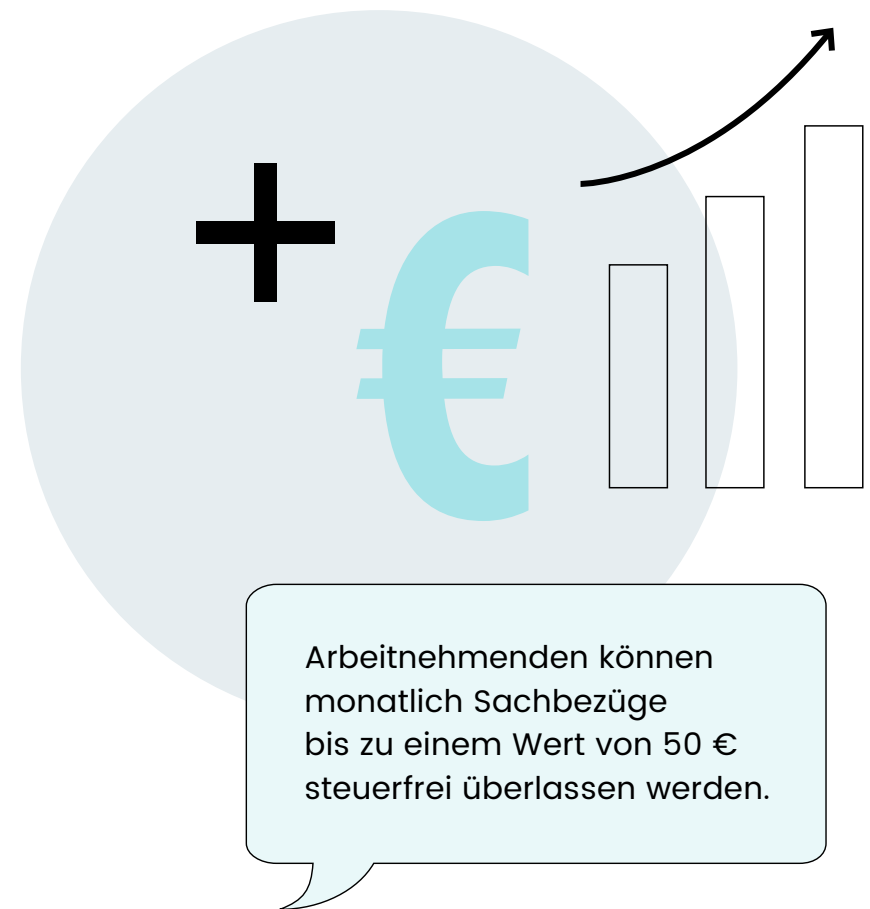 +
€
Arbeitnehmenden können
monatlich Sachbezüge
bis zu einem Wert von 50 €
steuerfrei überlassen werden.